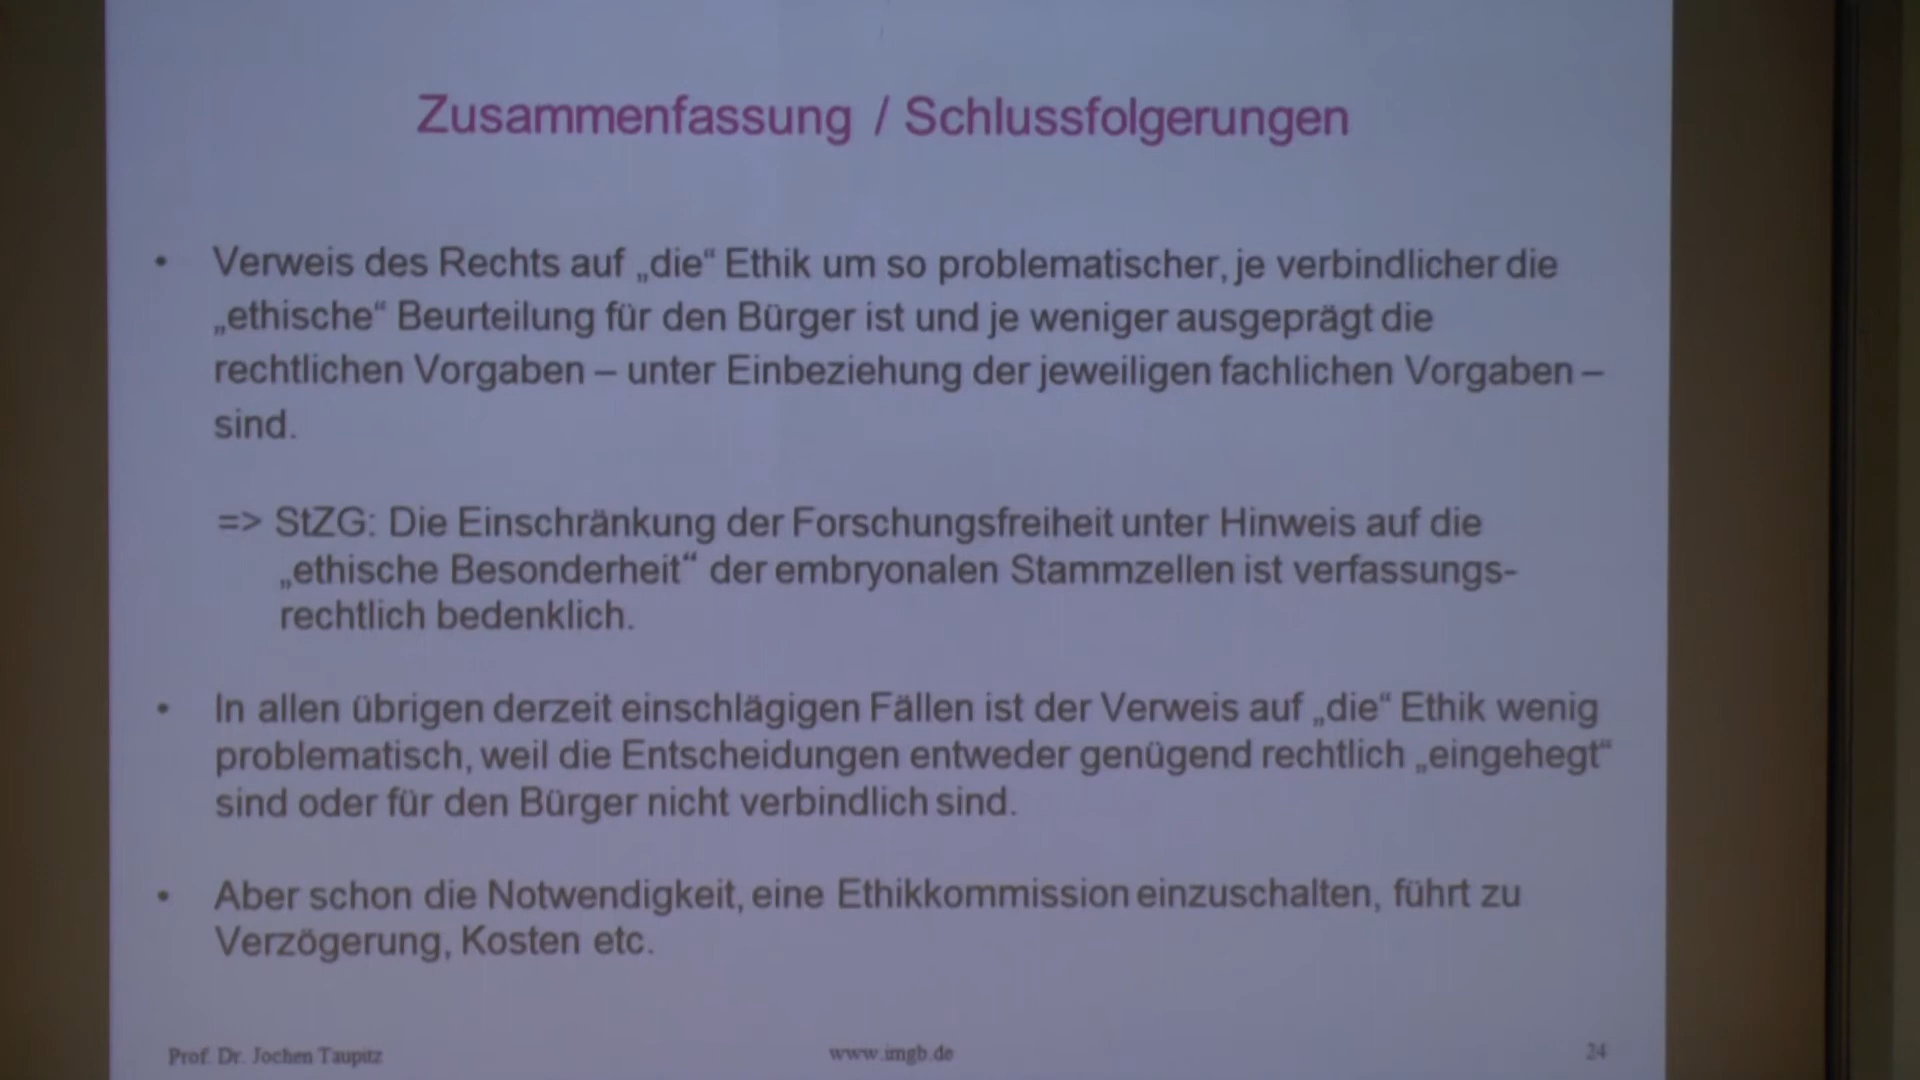 Zusammenfassung / Schlussfolgerungen
• Verweis des Rechts auf „die“ Ethik um so problematischer, je verbindlicher die
„ethische“ Beurteilung für den Bürger ist und je weniger ausgeprägt die
rechtlichen Vorgaben – unter Einbeziehung der jeweiligen fachlichen Vorgaben –
sind.
=> StZG: Die Einschränkung der Forschungsfreiheit unter Hinweis auf die
„ethische Besonderheit“ der embryonalen Stammzellen ist verfassungs-
rechtlich bedenklich.
• In allen übrigen derzeit einschlägigen Fällen ist der Verweis auf „die“ Ethik wenig
problematisch, weil die Entscheidungen entweder genügend rechtlich „eingehegt“
sind oder für den Bürger nicht verbindlich sind.
• Aber schon die Notwendigkeit, eine Ethikkommission einzuschalten, führt zu
Verzögerung, Kosten etc.
Prof. Dr. Jochen Taupitz
www.imgb.de
24